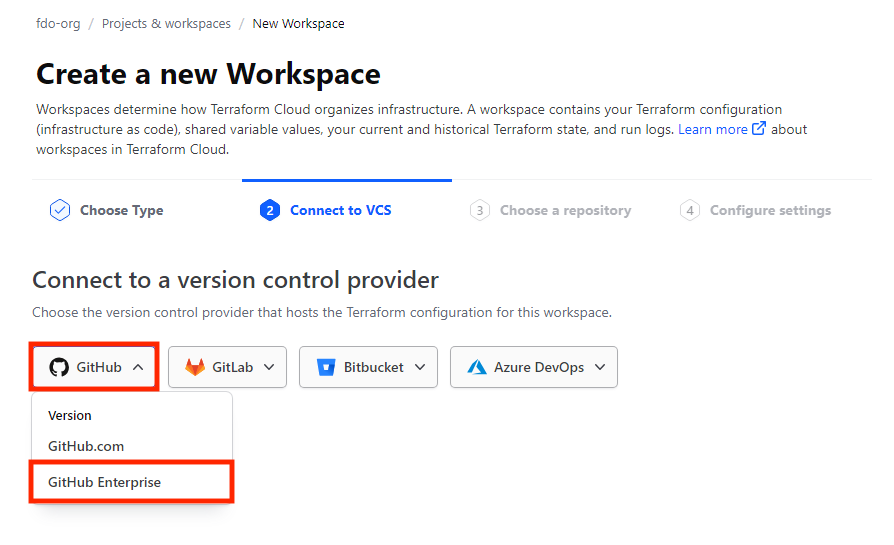 fdo-org / Projects & workspaces / New Workspace
Create a new Workspace
Workspaces determine how Terraform Cloud organizes infrastructure. A workspace contains your Terraform configuration
(infrastructure as code), shared variable values, your current and historical Terraform state, and run logs. Learn more about
workspaces in Terraform Cloud.
Choose Type 2 Connect to VCS 3 Choose a repository 4 Configure settings
Connect to a version control provider
Choose the version control provider that hosts the Terraform configuration for this workspace.
GitHub GitLab Bitbucket Azure DevOps
Version
GitHub.com
GitHub Enterprise